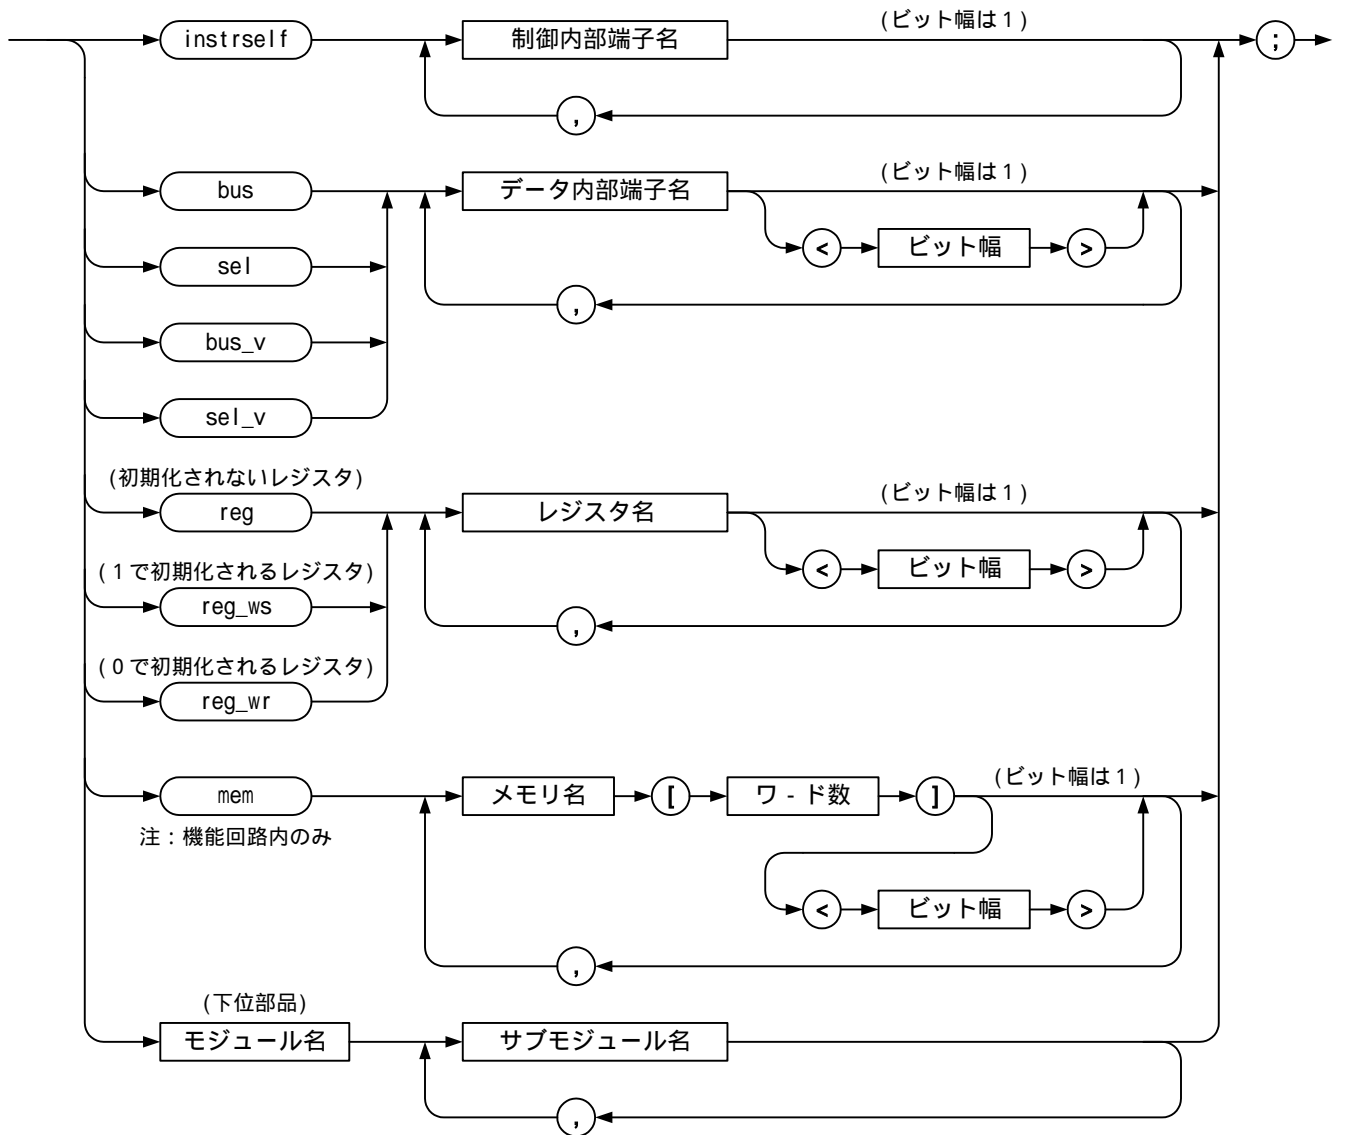 (ビット幅は1)
instrself 制御内部端子名 ;
,
(ビット幅は1)
bus データ内部端子名
sel < ビット幅 >
,
bus_v
sel_v
(初期化されないレジスタ) (ビット幅は1)
reg レジスタ名
< ビット幅 >
(1で初期化されるレジスタ)
reg_ws ,
(0で初期化されるレジスタ)
reg_wr
(ビット幅は1)
mem メモリ名 [ ワ-ド数 ]
注:機能回路内のみ
< ビット幅 >
,
(下位部品)
モジュール名 サブモジュール名
,